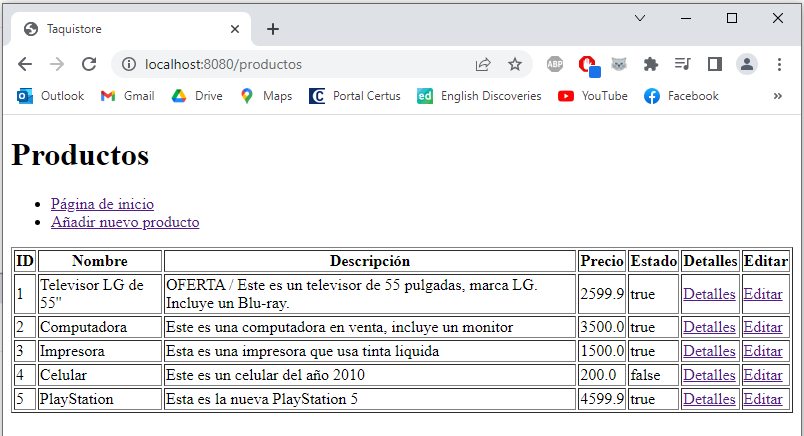 Taquistore
localhost:8080/productos
ABP
Outlook Gmail Drive Maps Portal Certus English Discoveries YouTube Facebook »
Productos
Página de inicio
Añadir nuevo producto
ID Nombre Descripción Precio Estado Detalles Editar
1 Televisor LG de 55" OFERTA / Este es un televisor de 55 pulgadas, marca LG. Incluye un Blu-ray. 2599.9 true Detalles Editar
2 Computadora Este es una computadora en venta, incluye un monitor 3500.0 true Detalles Editar
3 Impresora Esta es una impresora que usa tinta liquida 1500.0 true Detalles Editar
4 Celular Este es un celular del año 2010 200.0 false Detalles Editar
5 PlayStation Esta es la nueva PlayStation 5 4599.9 true Detalles Editar